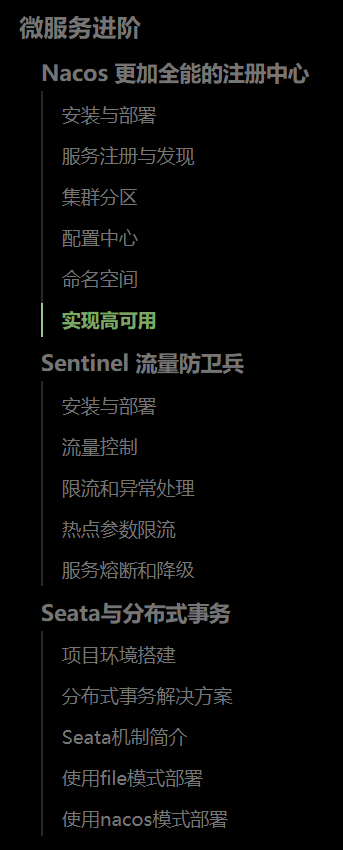 微服务进阶
Nacos 更加全能的注册中心
安装与部署
服务注册与发现
集群分区
配置中心
命名空间
实现高可用
Sentinel 流量防卫兵
安装与部署
流量控制
限流和异常处理
热点参数限流
服务熔断和降级
Seata与分布式事务
项目环境搭建
分布式事务解决方案
Seata机制简介
使用file模式部署
使用nacos模式部署